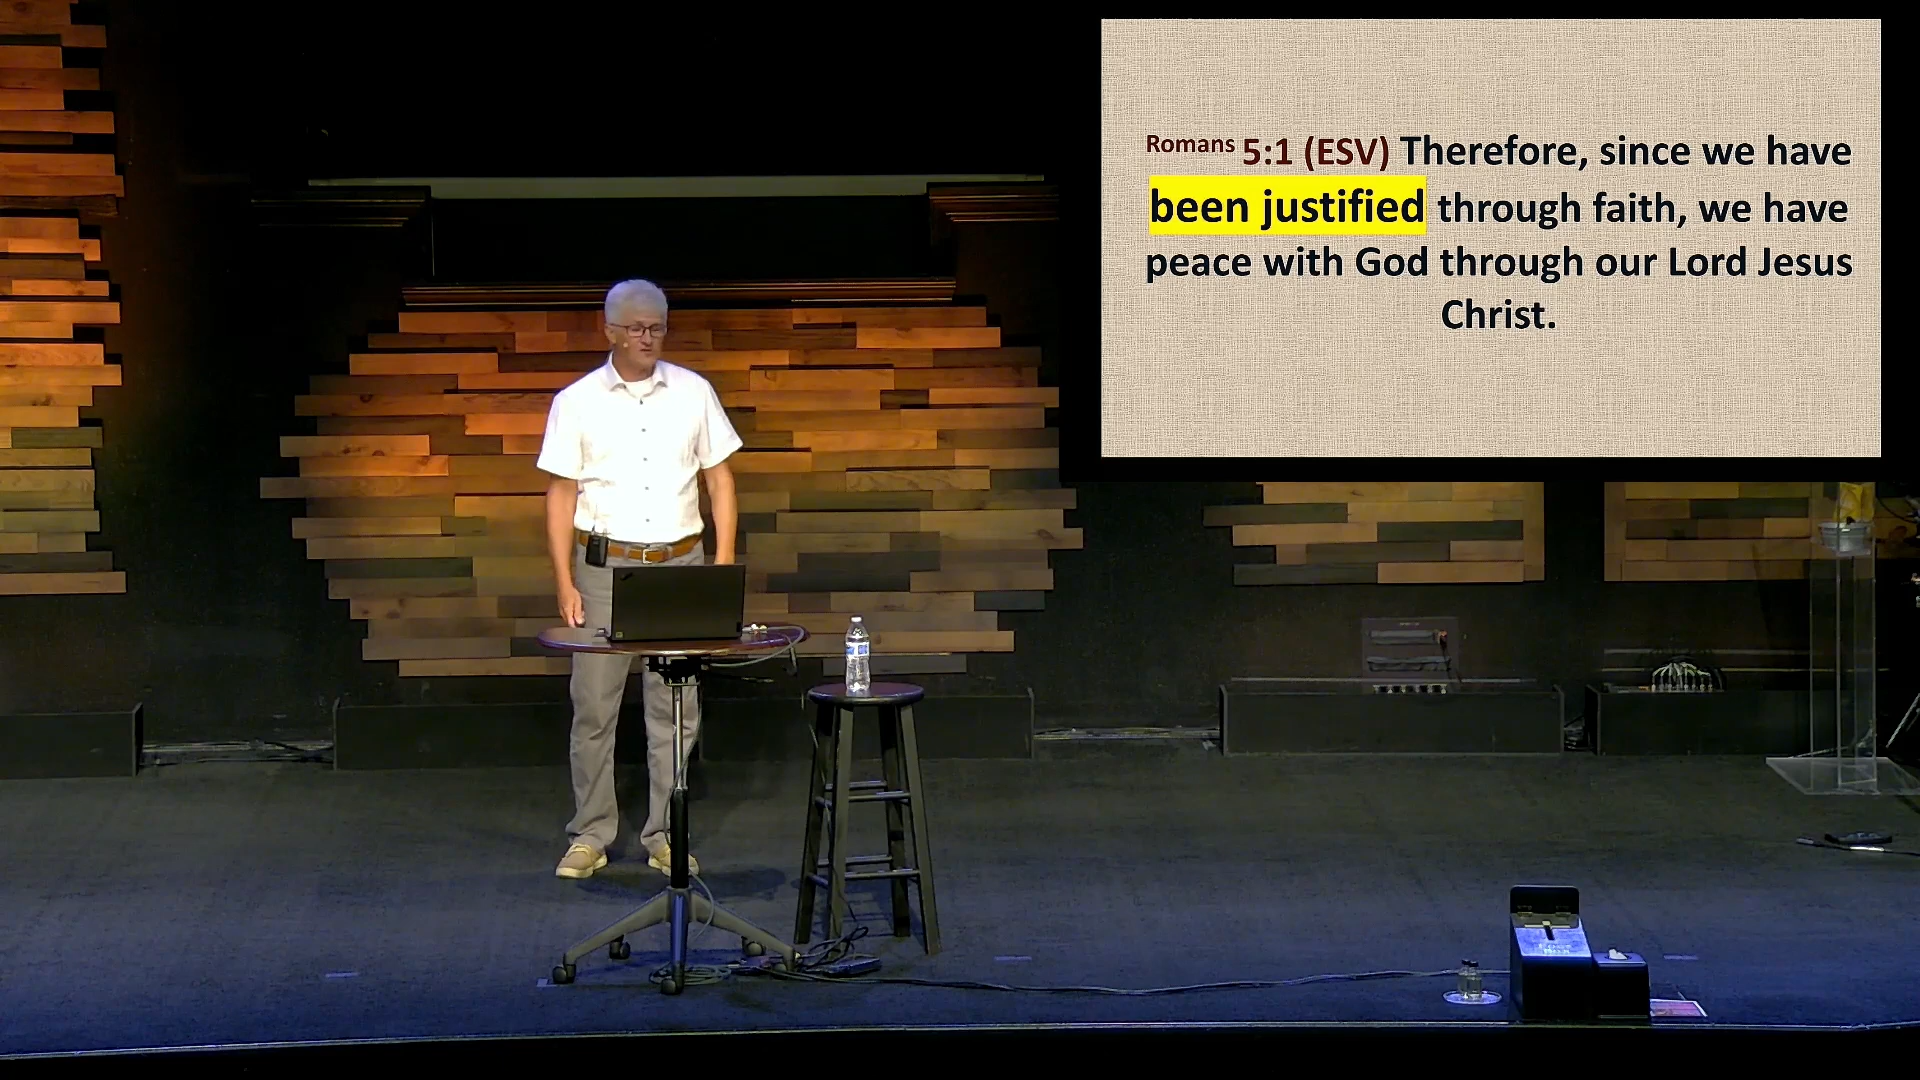 Romans 5:1 (ESV) Therefore, since we have
been justified through faith, we have
peace with God through our Lord Jesus
Christ.